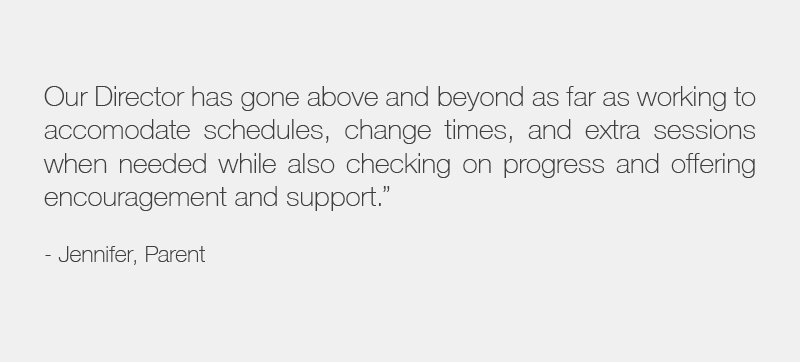 Our Director has gone above and beyond as far as working to
accomodate schedules, change times, and extra sessions
when needed while also checking on progress and offering
encouragement and support.”
- Jennifer, Parent